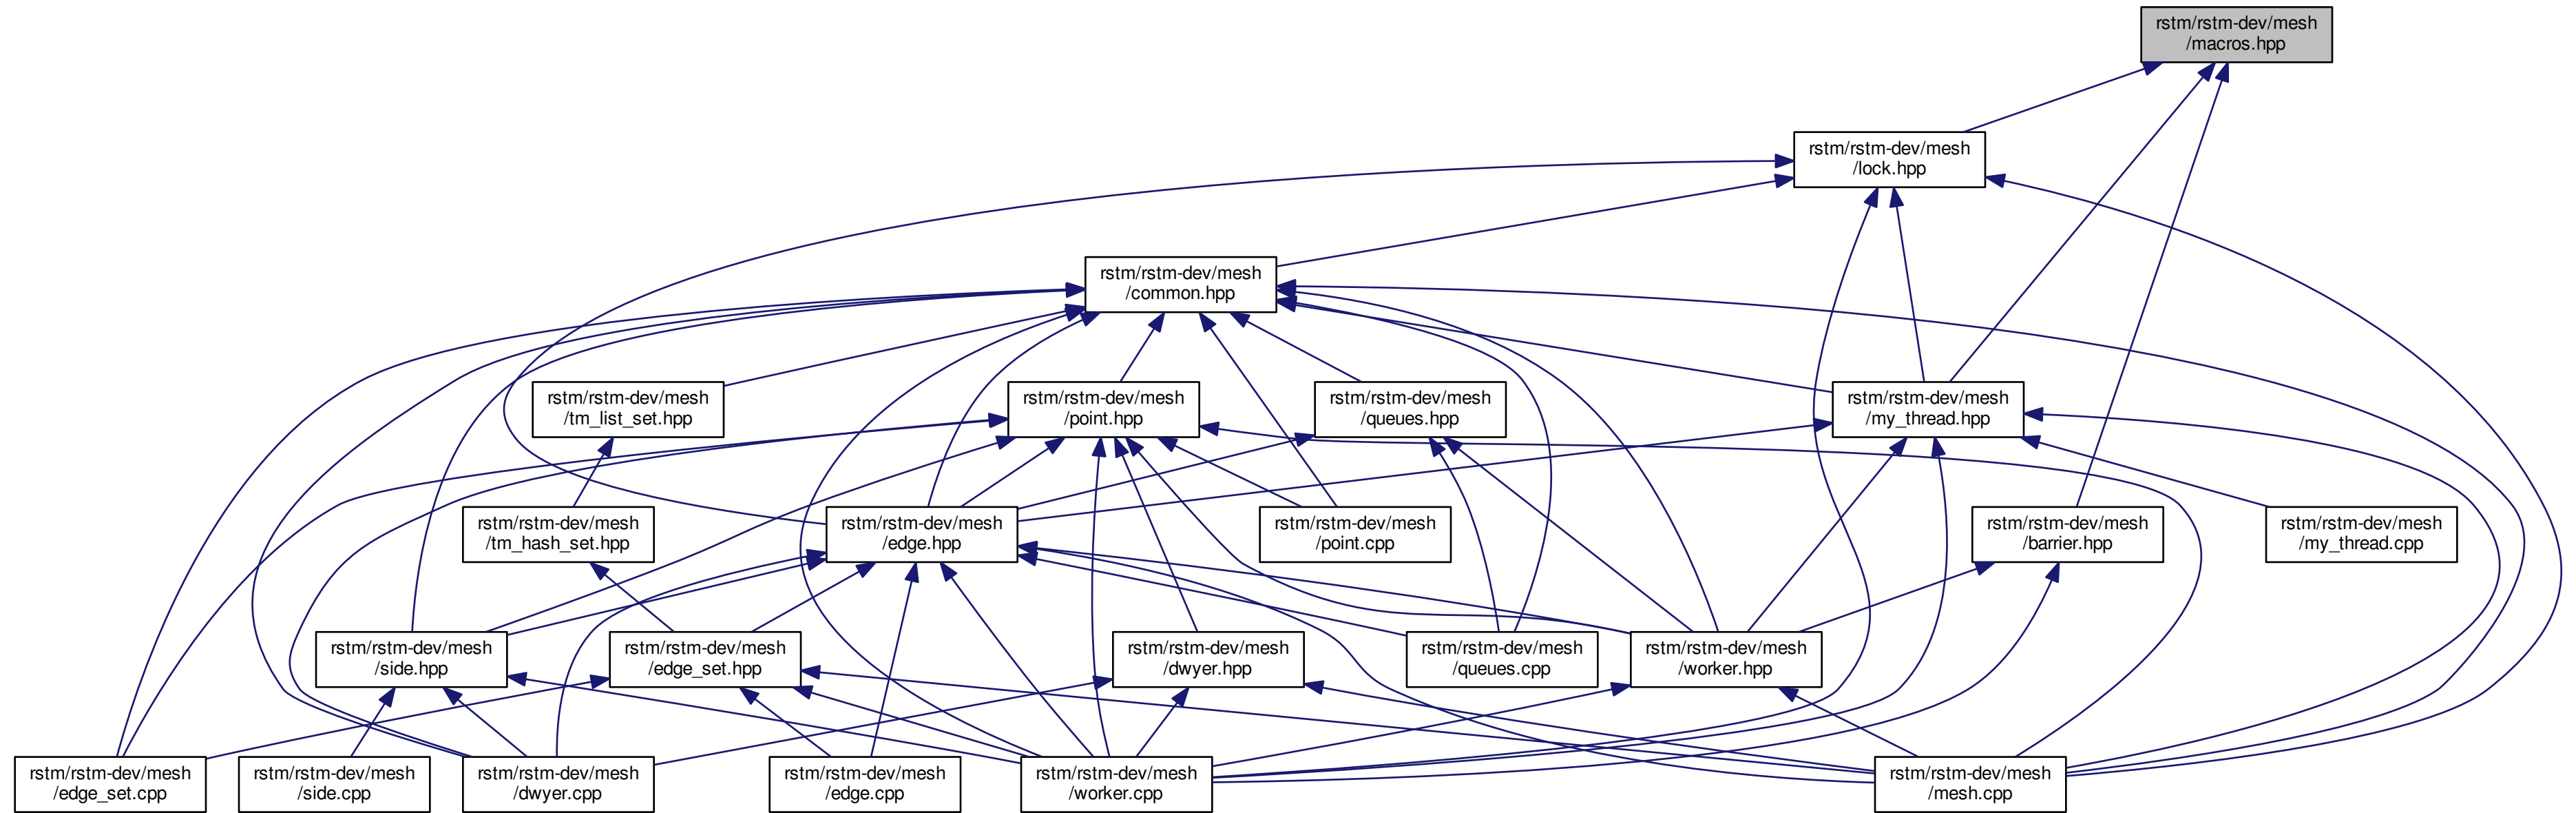 rstm/rstm-dev/mesh
/macros.hpp
rstm/rstm-dev/mesh
/lock.hpp
rstm/rstm-dev/mesh
/common.hpp
rstm/rstm-dev/mesh
/tm_list_set.hpp
rstm/rstm-dev/mesh
/point.hpp
rstm/rstm-dev/mesh
/queues.hpp
rstm/rstm-dev/mesh
/my_thread.hpp
rstm/rstm-dev/mesh
/tm_hash_set.hpp
rstm/rstm-dev/mesh
/edge.hpp
rstm/rstm-dev/mesh
/point.cpp
rstm/rstm-dev/mesh
/barrier.hpp
rstm/rstm-dev/mesh
/my_thread.cpp
rstm/rstm-dev/mesh
/side.hpp
rstm/rstm-dev/mesh
/edge_set.hpp
rstm/rstm-dev/mesh
/dwyer.hpp
rstm/rstm-dev/mesh
/queues.cpp
rstm/rstm-dev/mesh
/worker.hpp
rstm/rstm-dev/mesh
/edge_set.cpp
rstm/rstm-dev/mesh
/side.cpp
rstm/rstm-dev/mesh
/dwyer.cpp
rstm/rstm-dev/mesh
/edge.cpp
rstm/rstm-dev/mesh
/worker.cpp
rstm/rstm-dev/mesh
/mesh.cpp